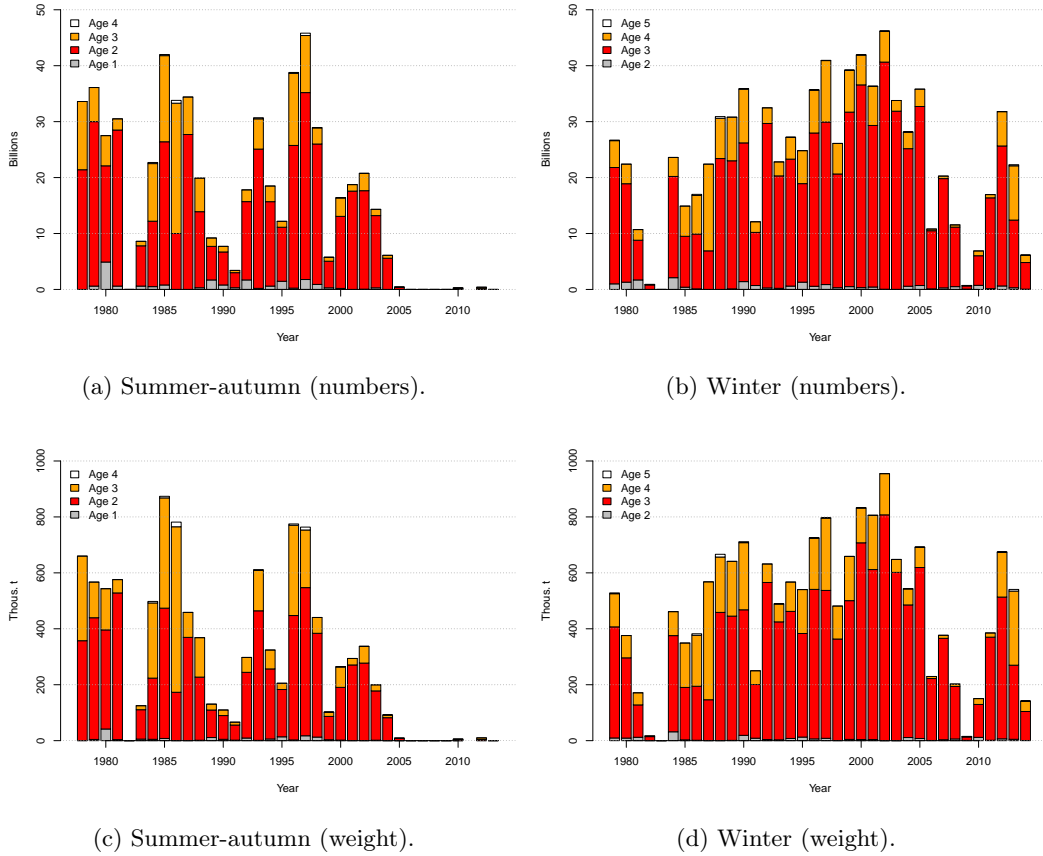 50
40
30
20
10
0
Billions
Age 4
Age 3
Age 2
Age 1
1980 1985 1990 1995 2000 2005 2010
Year
(a) Summer-autumn (numbers).
50
40
30
20
10
0
Billions
Age 5
Age 4
Age 3
Age 2
1980 1985 1990 1995 2000 2005 2010
Year
(b) Winter (numbers).
1000
800
600
400
200
0
Thous. t
Age 4
Age 3
Age 2
Age 1
1980 1985 1990 1995 2000 2005 2010
Year
(c) Summer-autumn (weight).
1000
800
600
400
200
0
Thous. t
Age 5
Age 4
Age 3
Age 2
1980 1985 1990 1995 2000 2005 2010
Year
(d) Winter (weight).